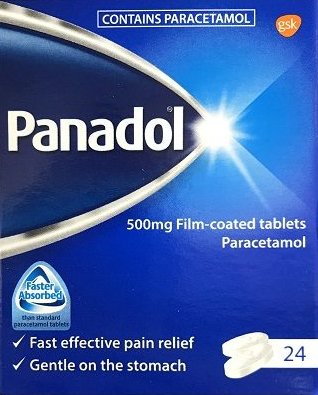 CONTAINS PARACETAMOL
gsk
Panadol®
500mg Film-coated tablets
Paracetamol
Faster
Absorbed
than standard
paracetamol tablets
✓ Fast effective pain relief
✓ Gentle on the stomach
24